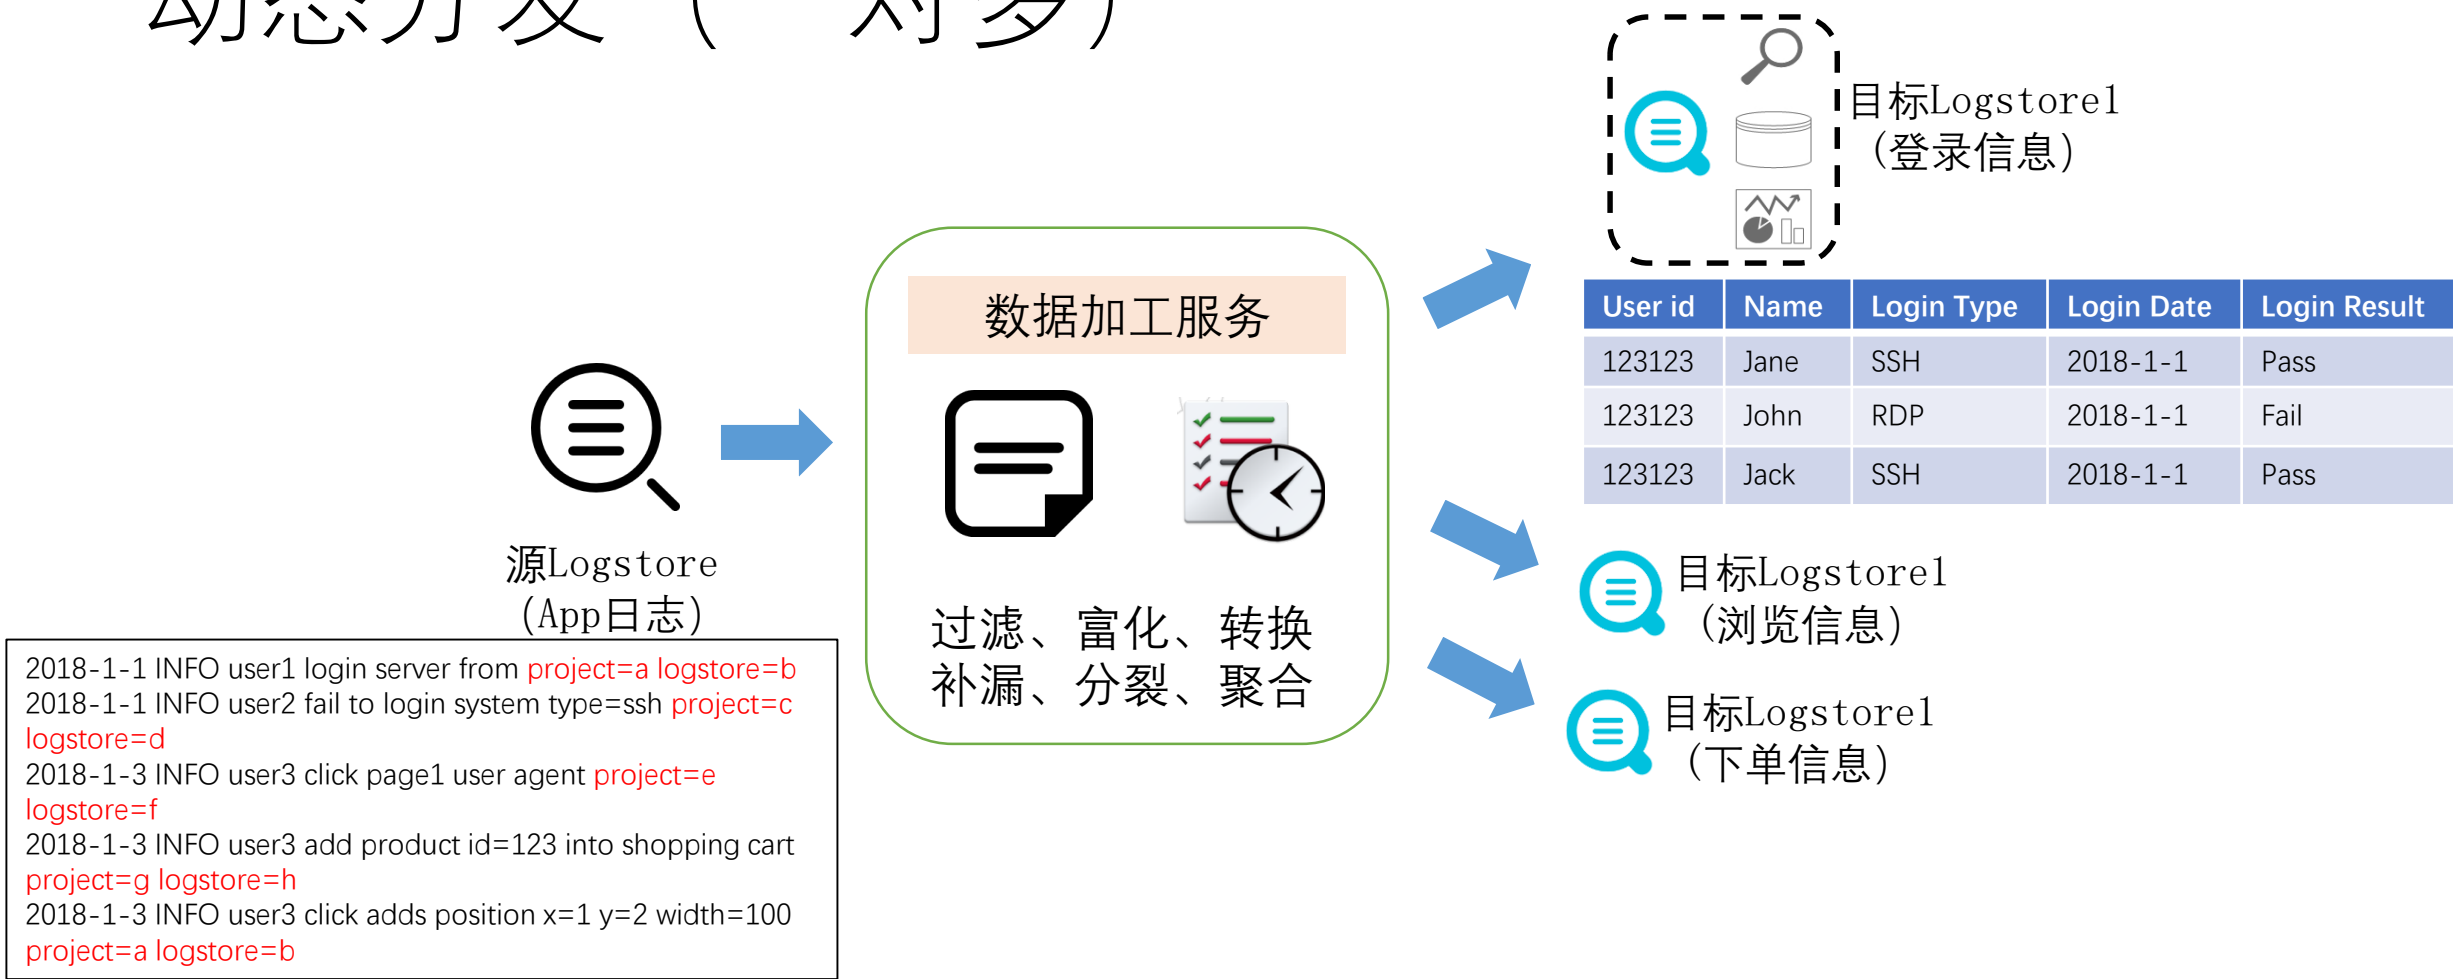 动态分发（一对多）
目标Logstore1
（登录信息）
数据加工服务
User id Name Login Type Login Date Login Result
123123 Jane SSH 2018-1-1 Pass
123123 John RDP 2018-1-1 Fail
123123 Jack SSH 2018-1-1 Pass
源Logstore
（App日志）
过滤、富化、转换
补漏、分裂、聚合
目标Logstore1
（浏览信息）
目标Logstore1
（下单信息）
2018-1-1 INFO user1 login server from project=a logstore=b
2018-1-1 INFO user2 fail to login system type=ssh project=c
logstore=d
2018-1-3 INFO user3 click page1 user agent project=e
logstore=f
2018-1-3 INFO user3 add product id=123 into shopping cart
project=g logstore=h
2018-1-3 INFO user3 click adds position x=1 y=2 width=100
project=a logstore=b